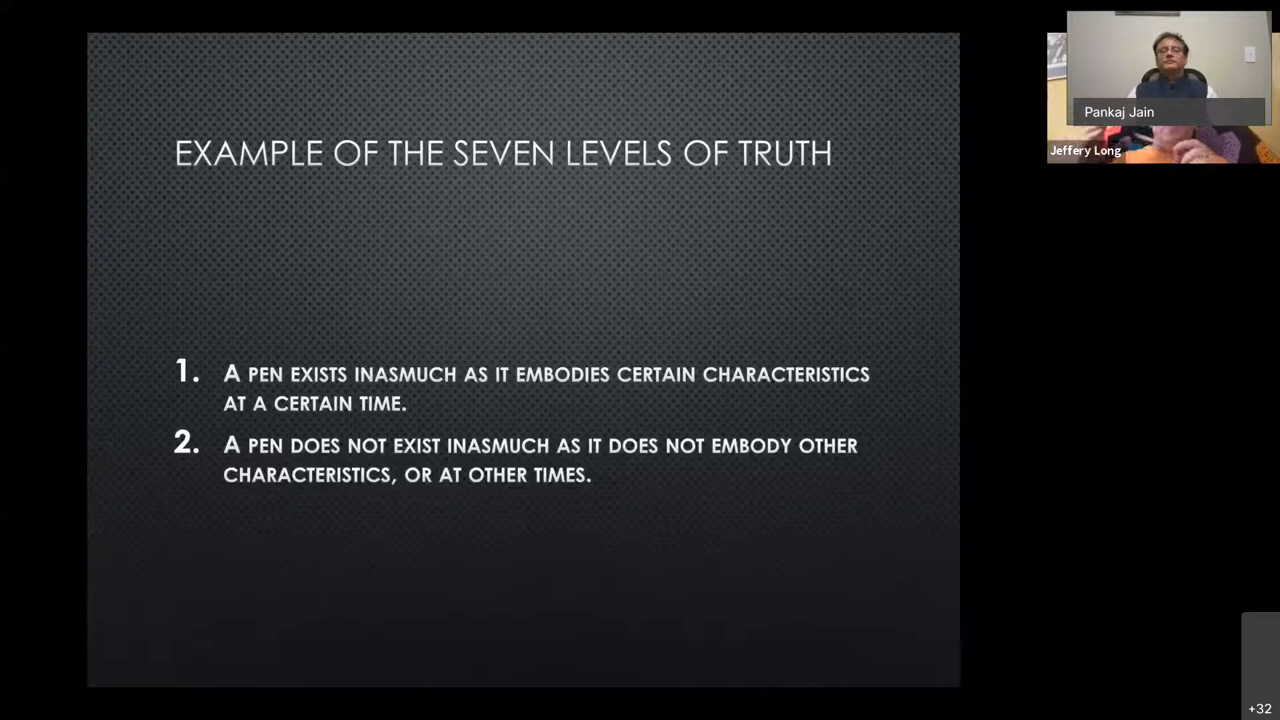 EXAMPLE OF THE SEVEN LEVELS OF TRUTH
1. A PEN EXISTS INASMUCH AS IT EMBODIES CERTAIN CHARACTERISTICS
AT A CERTAIN TIME.
2. A PEN DOES NOT EXIST INASMUCH AS IT DOES NOT EMBODY OTHER
CHARACTERISTICS, OR AT OTHER TIMES.
Pankaj Jain
Jeffery Long
+32